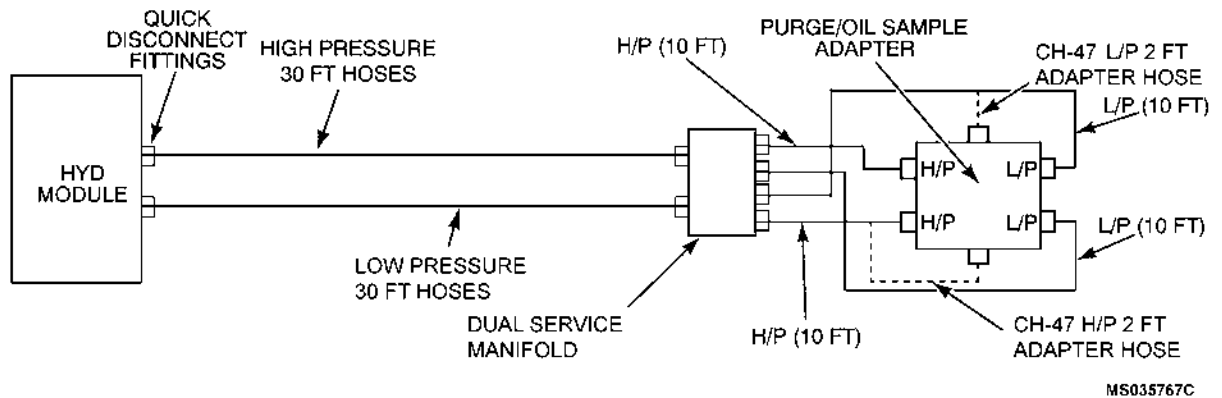 QUICK
DISCONNECT
FITTINGS
HIGH PRESSURE
30 FT HOSES
H/P (10 FT)
PURGE/OIL SAMPLE
ADAPTER
CH-47 L/P 2 FT
ADAPTER HOSE
L/P (10 FT)
HYD
MODULE
H/P
L/P
H/P
L/P
L/P (10 FT)
LOW PRESSURE
30 FT HOSES
DUAL SERVICE
MANIFOLD
H/P (10 FT)
CH-47 H/P 2 FT
ADAPTER HOSE
MS035767C